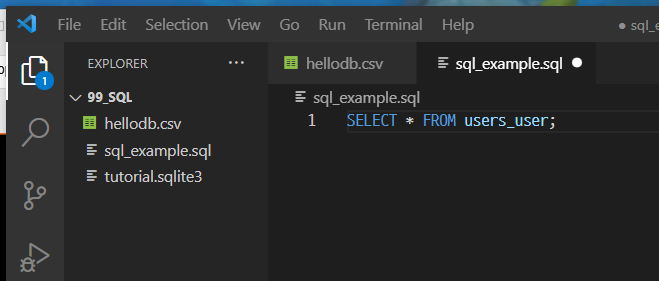 File Edit Selection View Go Run Terminal Help
EXPLORER ···
hellodb.csv
sql_example.sql ●
1
99_SQL
hellodb.csv
sql_example.sql
tutorial.sqlite3
sql_example.sql
1 SELECT * FROM users_user;